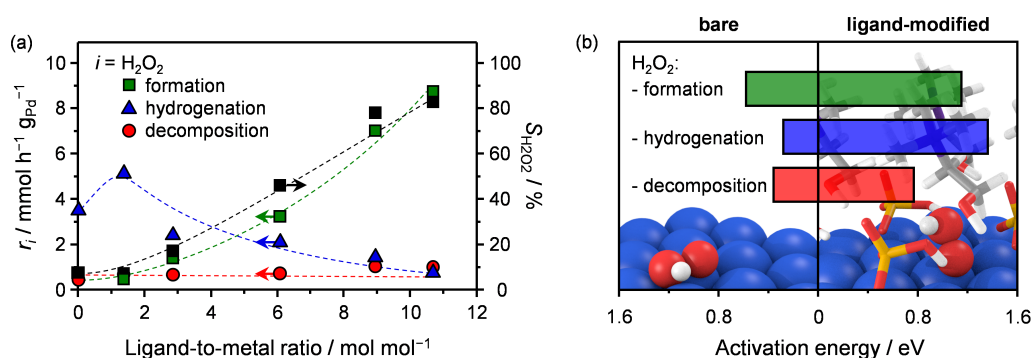 (a)
i = H₂O₂
formation
hydrogenation
decomposition
rᵢ / mmol h⁻¹ gPd⁻¹
10
8
6
4
2
0
100
80
60
40
20
0
S_H2O2 / %
0 2 4 6 8 10 12
Ligand-to-metal ratio / mol mol⁻¹
(b)
bare ligand-modified
H₂O₂:
- formation
- hydrogenation
- decomposition
1.6 0.8 0 0.8 1.6
Activation energy / eV